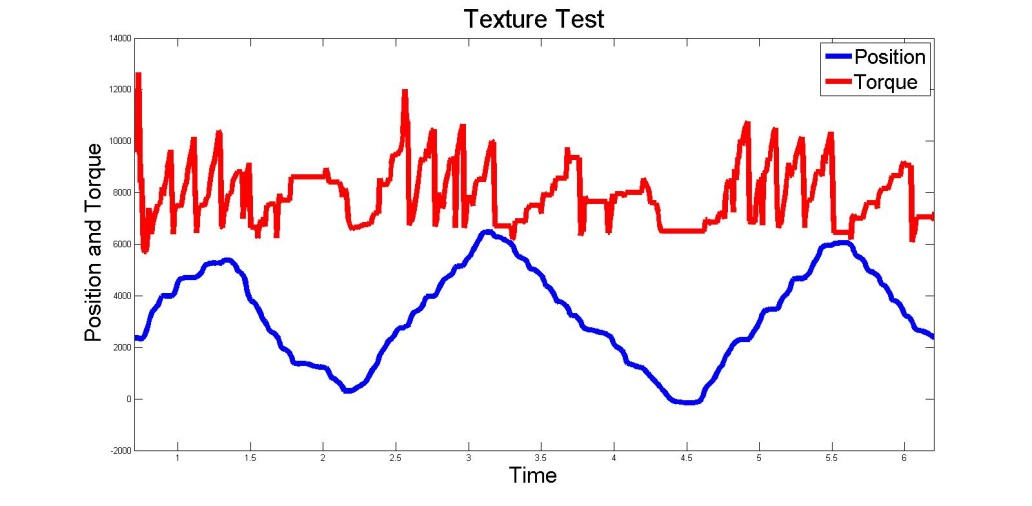 Texture Test
14000
12000
10000
8000
6000
4000
2000
0
-2000
Position and Torque
Position
Torque
1 1.5 2 2.5 3 3.5 4 4.5 5 5.5 6
Time